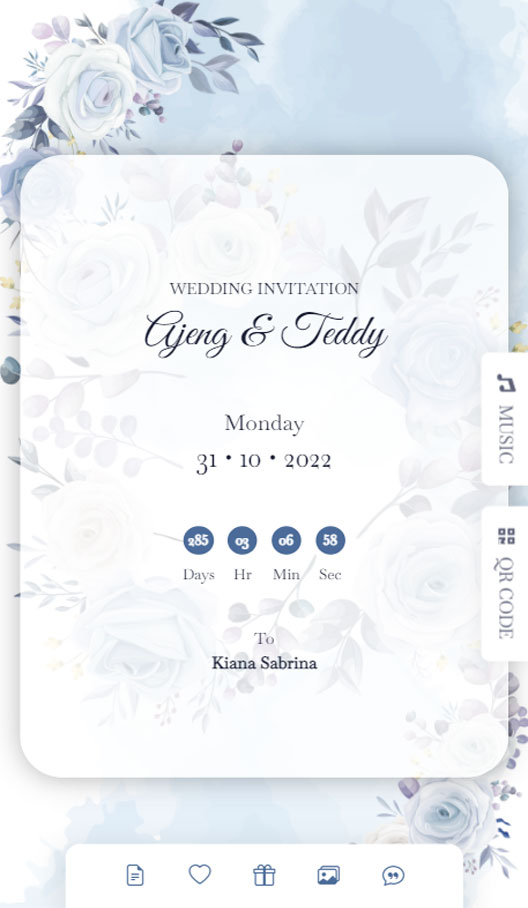 WEDDING INVITATION
Ajeng & Teddy
Monday
31 • 10 • 2022
285 03 06 58
Days Hr Min Sec
To
Kiana Sabrina
MUSIC
QR CODE